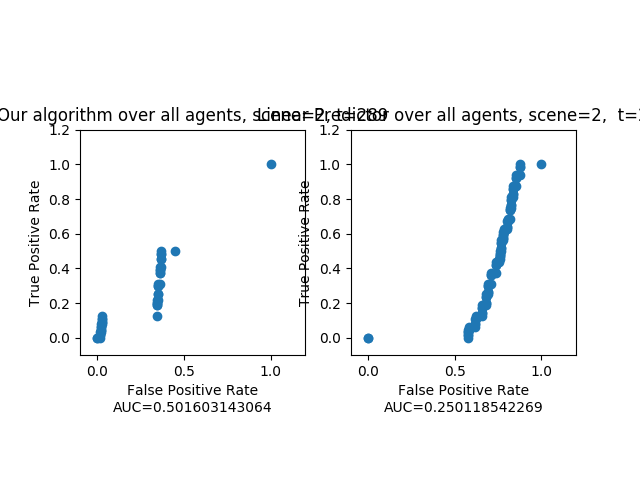 Our algorithm over all agents, scene=2, t=289
Linear Predictor over all agents, scene=2, t=
1.2
1.0
0.8
0.6
0.4
0.2
0.0
True Positive Rate
0.0
0.5
1.0
False Positive Rate
AUC=0.501603143064
1.2
1.0
0.8
0.6
0.4
0.2
0.0
True Positive Rate
0.0
0.5
1.0
False Positive Rate
AUC=0.250118542269